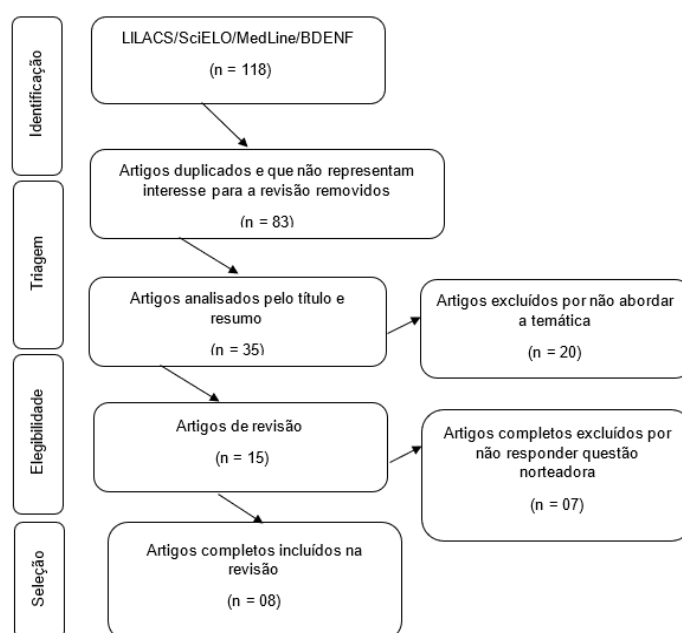 Identificação
LILACS/SciELO/MedLine/BDENF
(n = 118)
Triagem
Artigos duplicados e que não representam
interesse para a revisão removidos
(n = 83)
Artigos analisados pelo título e
resumo
(n = 35)
Artigos excluídos por não abordar
a temática
(n = 20)
Elegibilidade
Artigos de revisão
(n = 15)
Artigos completos excluídos por
não responder questão
norteadora
(n = 07)
Seleção
Artigos completos incluídos na
revisão
(n = 08)